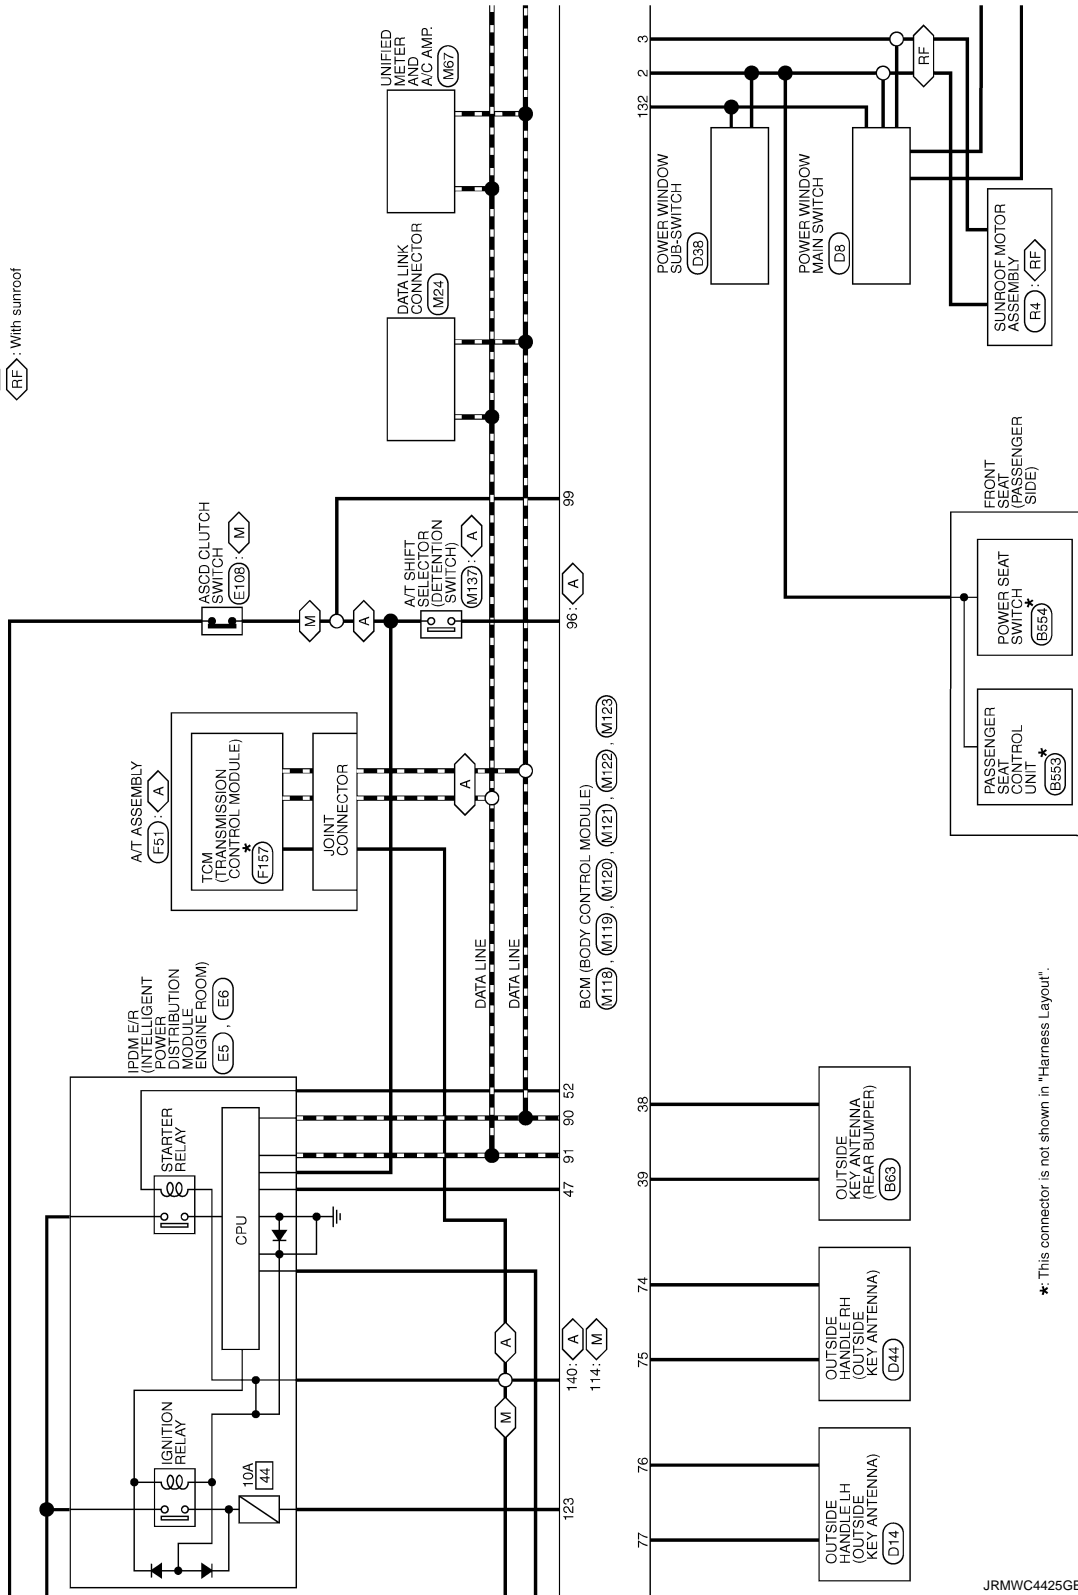 RF : With sunroof
UNIFIED
METER
AND
A/C AMP.
M67
DATA LINK
CONNECTOR
M24
ASCD CLUTCH
SWITCH
E108 : M
M
A
A/T SHIFT
SELECTOR
(DETENTION
SWITCH)
M137 : A
99
96: A
A/T ASSEMBLY
F51 : A
TCM
(TRANSMISSION
CONTROL MODULE)
*
F157
JOINT
CONNECTOR
A
DATA LINE
DATA LINE
IPDM E/R
(INTELLIGENT
POWER
DISTRIBUTION
MODULE
ENGINE ROOM)
E5 , E6
STARTER
RELAY
CPU
IGNITION
RELAY
10A
44
A
M
52
90
91
47
140: A
114: M
123
BCM (BODY CONTROL MODULE)
M118 , M119 , M120 , M121 , M122 , M123
3
2
132
RF
POWER WINDOW
SUB-SWITCH
D38
POWER WINDOW
MAIN SWITCH
D8
SUNROOF MOTOR
ASSEMBLY
R4 : RF
FRONT
SEAT
(PASSENGER
SIDE)
POWER SEAT
SWITCH
*
B554
PASSENGER
SEAT
CONTROL
UNIT
*
B553
38
39
OUTSIDE
KEY ANTENNA
(REAR BUMPER)
B63
74
75
OUTSIDE
HANDLE RH
(OUTSIDE
KEY ANTENNA)
D44
76
77
OUTSIDE
HANDLE LH
(OUTSIDE
KEY ANTENNA)
D14
*: This connector is not shown in "Harness Layout".